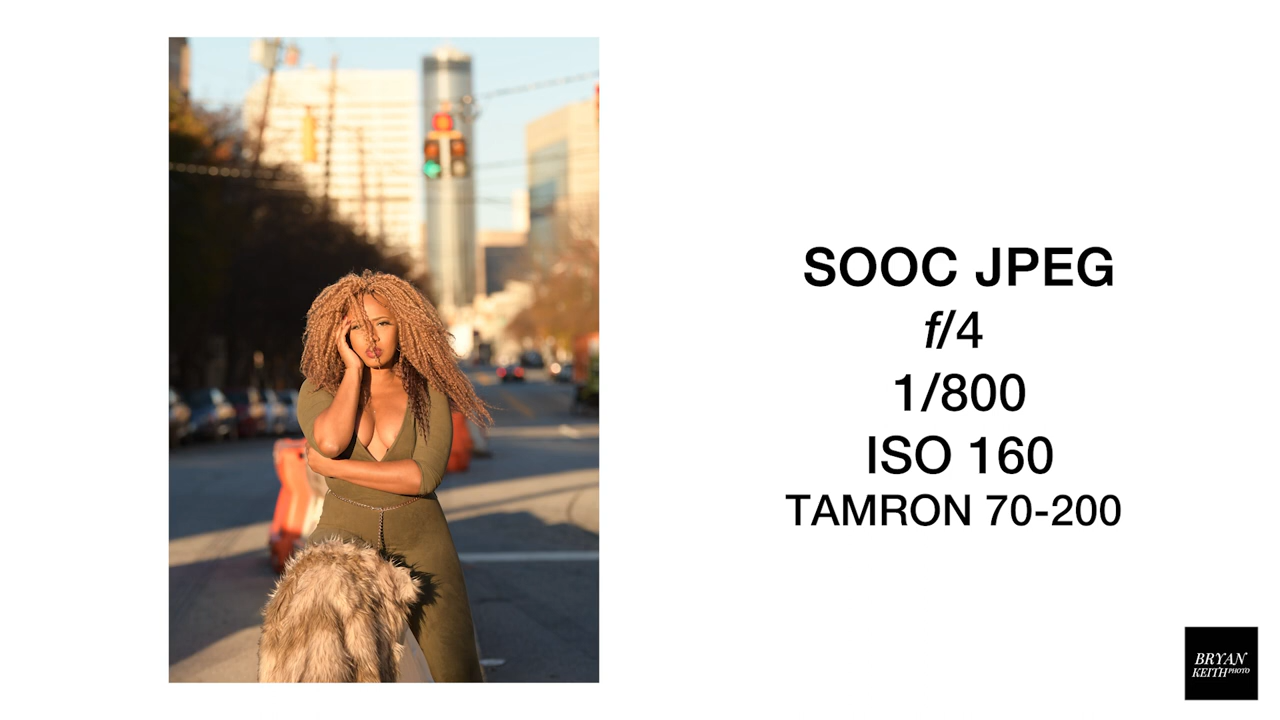 SOOC JPEG
f/4
1/800
ISO 160
TAMRON 70-200
BRYAN
KEITH PHOTO